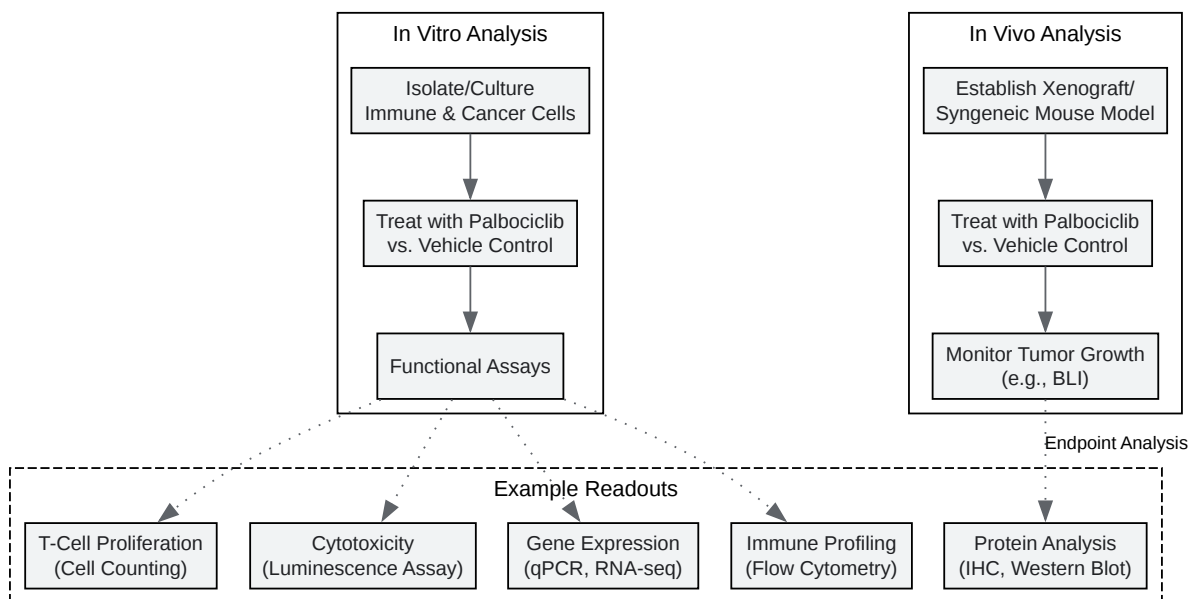 In Vitro Analysis
Isolate/Culture
Immune & Cancer Cells
Treat with Palbociclib
vs. Vehicle Control
Functional Assays
In Vivo Analysis
Establish Xenograft/
Syngeneic Mouse Model
Treat with Palbociclib
vs. Vehicle Control
Monitor Tumor Growth
(e.g., BLI)
Endpoint Analysis
Example Readouts
T-Cell Proliferation
(Cell Counting)
Cytotoxicity
(Luminescence Assay)
Gene Expression
(qPCR, RNA-seq)
Immune Profiling
(Flow Cytometry)
Protein Analysis
(IHC, Western Blot)